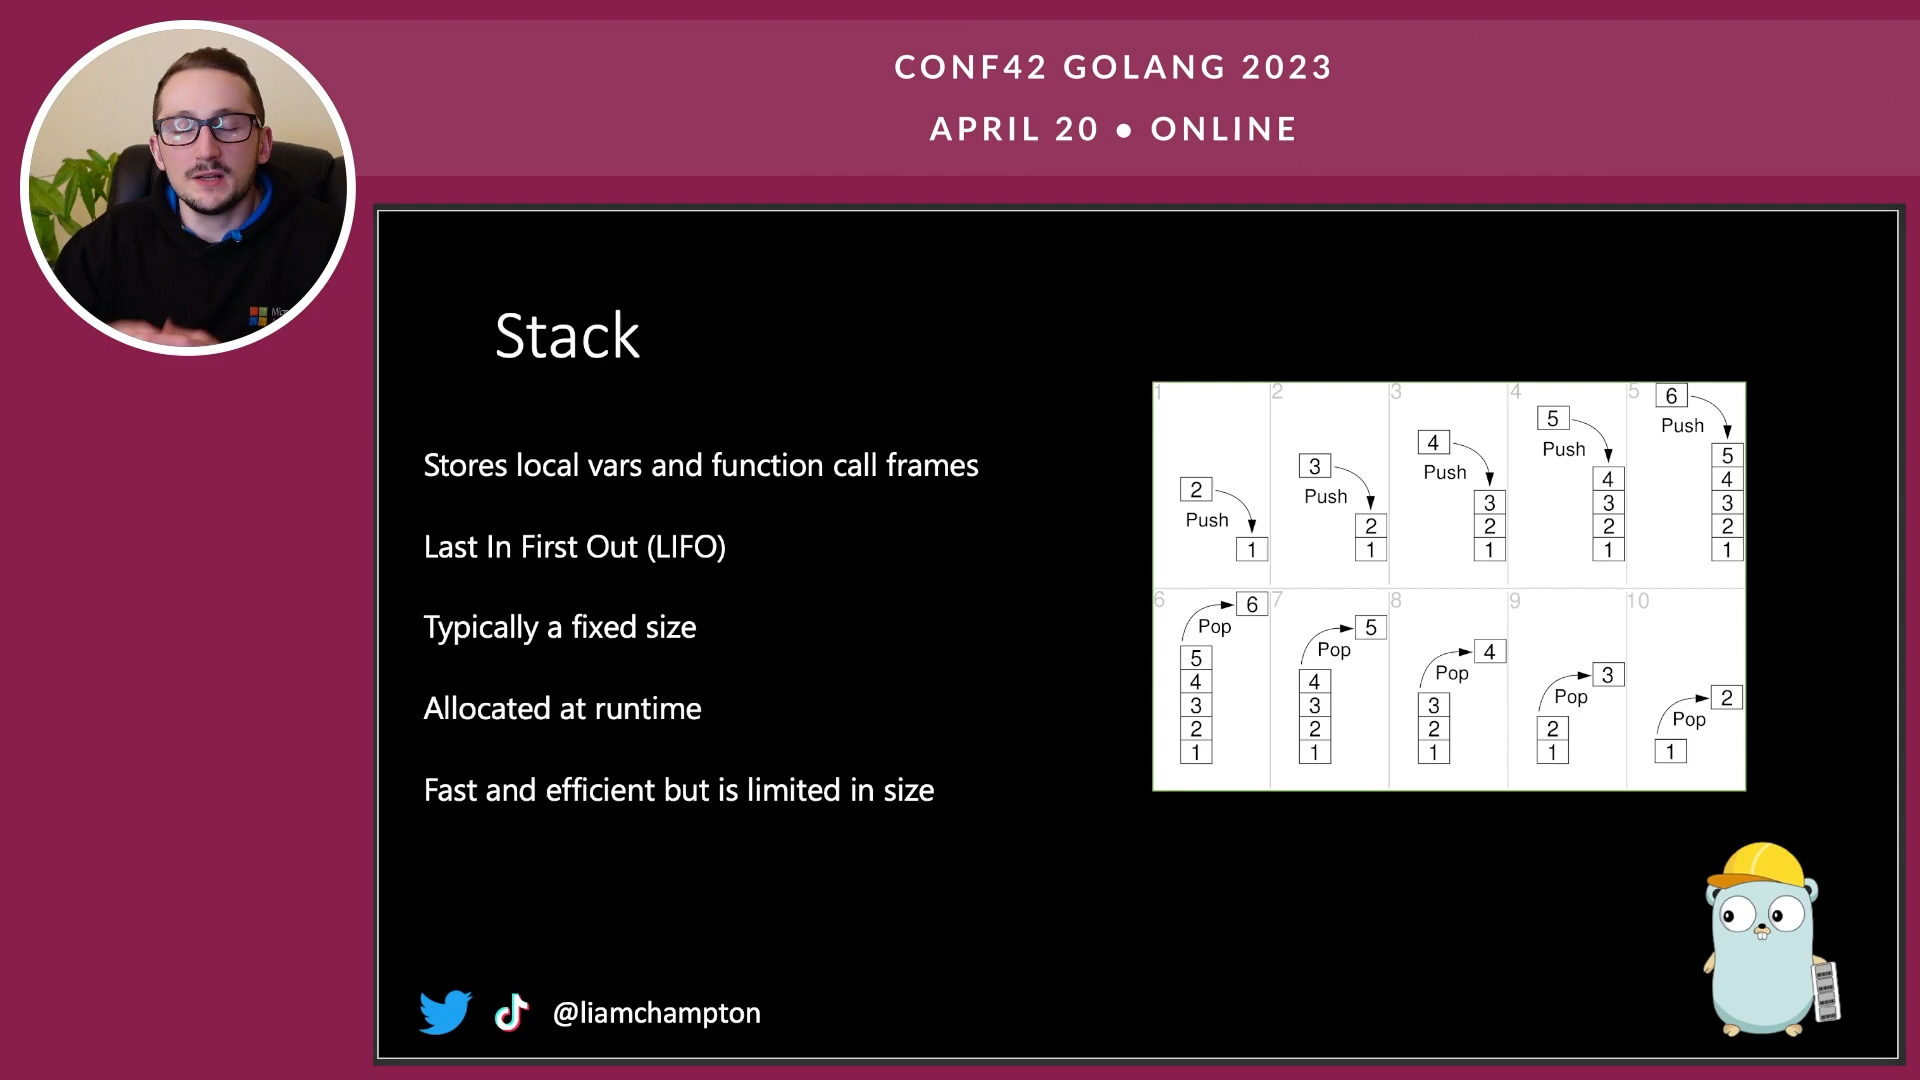 CONF42 GOLANG 2023
APRIL 20 • ONLINE
Stack
Stores local vars and function call frames
Last In First Out (LIFO)
Typically a fixed size
Allocated at runtime
Fast and efficient but is limited in size
1
2
Push
1
2
3
Push
2
1
3
4
Push
3
2
1
4
5
Push
4
3
2
1
5
6
Push
5
4
3
2
1
6
6
Pop
5
4
3
2
1
7
5
Pop
4
3
2
1
8
4
Pop
3
2
1
9
3
Pop
2
1
10
2
Pop
1
@liamchampton